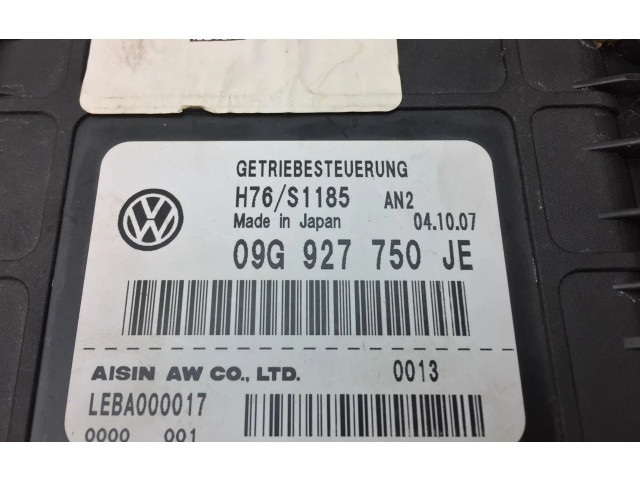 GETRIEBESTEUERUNG
H76/S1185 AN2
Made in Japan 04.10.07
09G 927 750 JE
AISIN AW CO., LTD. 0013
LEBA000017
0000 001